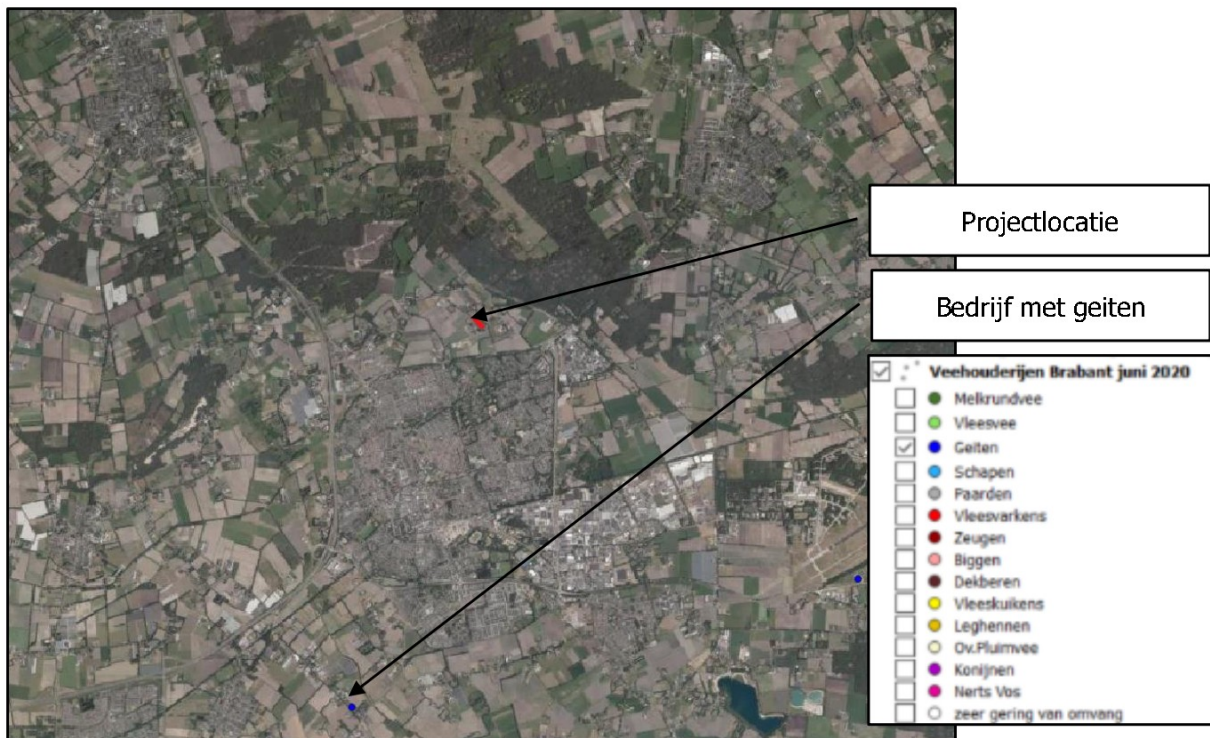 Projectlocatie
Bedrijf met geiten
Veehouderijen Brabant juni 2020
Melkrundvee
Vleesvee
Geiten
Schapen
Paarden
Vleesvarkens
Zeugen
Biggen
Dekberen
Vleeskuikens
Leghennen
Ov.Pluimvee
Konijnen
Nerts Vos
zeer gering van omvang